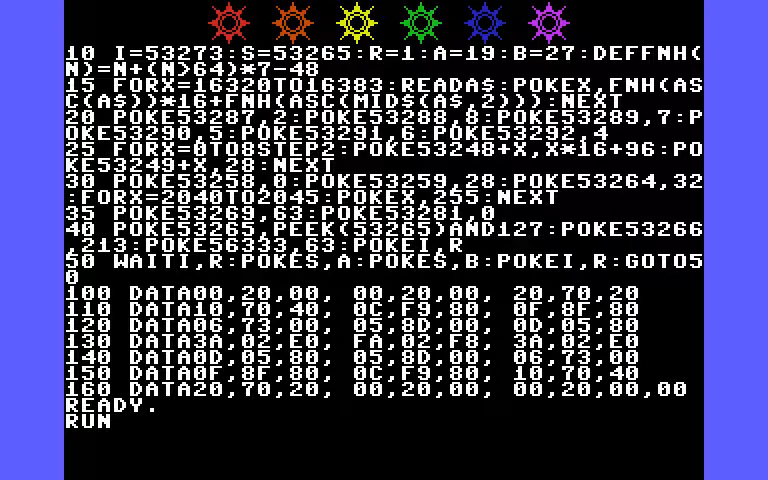 10 I=53273:S=53265:R=1:A=19:B=27:DEFFNH(
N)=N+(N>64)*7-48
15 FORX=16320TO16383:READA$:POKEX,FNH(AS
C(A$))*16+FNH(ASC(MID$(A$,2))):NEXT
20 POKE53287,2:POKE53288,8:POKE53289,7:P
OKE53290,5:POKE53291,6:POKE53292,4
25 FORX=0TO8STEP2:POKE53248+X,X*16+96:PO
KE53249+X,28:NEXT
30 POKE53258,0:POKE53259,28:POKE53264,32
:FORX=2040TO2045:POKEX,255:NEXT
35 POKE53269,63:POKE53281,0
40 POKE53265,PEEK(53265)AND127:POKE53266
,213:POKE56333,63:POKEI,R
50 WAITI,R:POKES,A:POKES,B:POKEI,R:GOTO5
0
100 DATA00,20,00, 00,20,00, 20,70,20
110 DATA10,70,40, 0C,F9,80, 0F,8F,80
120 DATA06,73,00, 05,8D,00, 0D,05,80
130 DATA3A,02,E0, FA,02,F8, 3A,02,E0
140 DATA0D,05,80, 05,8D,00, 06,73,00
150 DATA0F,8F,80, 0C,F9,80, 10,70,40
160 DATA20,70,20, 00,20,00, 00,20,00,00
READY.
RUN